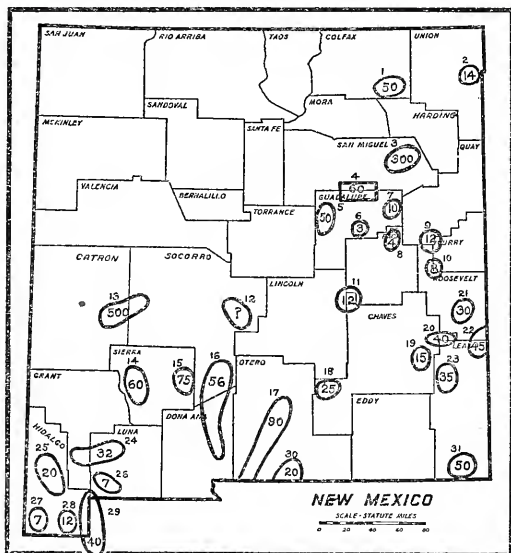 SAN JUAN
RIO ARRIBA
TAOS
COLFAX
UNION
1
50
2
14
MORA
HARDING
SANDOVAL
MCKINLEY
SANTA FE
SAN MIGUEL 3
300
QUAY
VALENCIA
BERNALILLO
TORRANCE
4
60
GUADALUPE
5
50
6
3
7
10
4
8
9
12
CURRY
10
8
ROOSEVELT
CATRON
SOCORRO
LINCOLN
11
12
CHAVES
12
?
13
500
21
30
20
40
22
45
LEA
19
15
23
35
SIERRA
14
60
15
75
16
56
OTERO
18
25
GRANT
DONA ANA
17
90
EDDY
HIDALGO
LUNA
24
32
25
20
26
7
30
20
31
50
27
7
28
12
29
40
NEW MEXICO
SCALE-STATUTE MILES
0 20 40 60 80